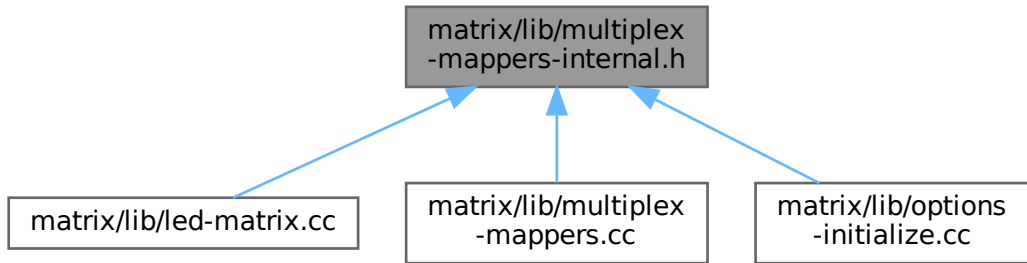 matrix/lib/multiplex
-mappers-internal.h
matrix/lib/led-matrix.cc
matrix/lib/multiplex
-mappers.cc
matrix/lib/options
-initialize.cc